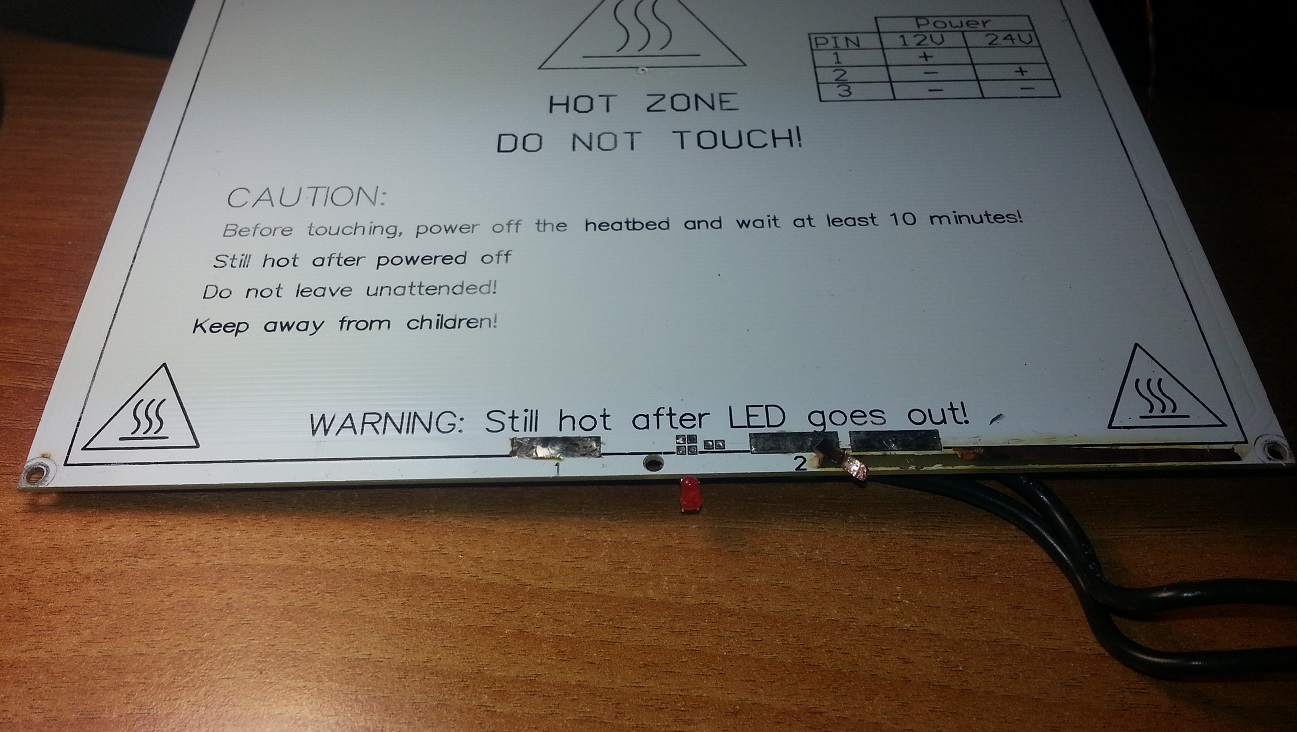 Power
PIN 12V 24V
1 +
2 - +
3 - -
HOT ZONE
DO NOT TOUCH!
CAUTION:
Before touching, power off the heatbed and wait at least 10 minutes!
Still hot after powered off
Do not leave unattended!
Keep away from children!
WARNING: Still hot after LED goes out!
1
2